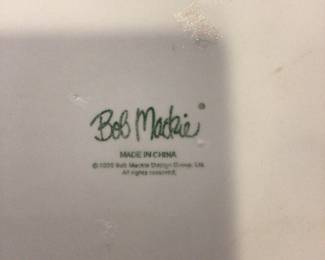 Bob Mackie ®
MADE IN CHINA
Bob Mackie Design Group, Ltd.
All rights reserved.